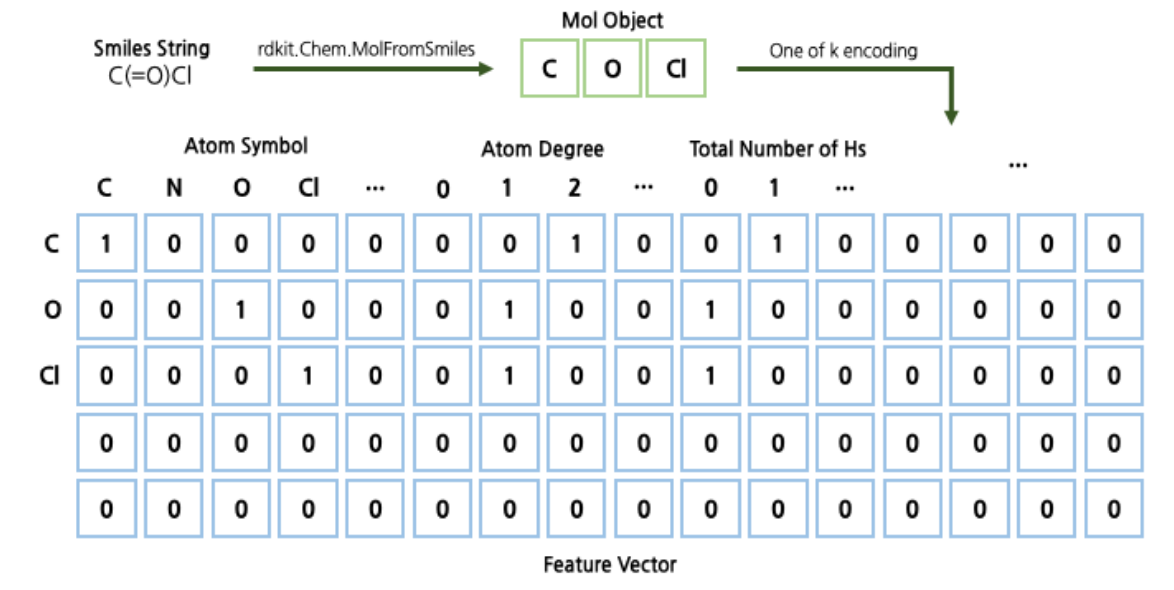 Mol Object
Smiles String
C(=O)Cl
rdkit.Chem.MolFromSmiles
C O Cl
One of k encoding
Atom Symbol Atom Degree Total Number of Hs ...
C N O Cl ... 0 1 2 ... 0 1 ...
C 1 0 0 0 0 0 0 1 0 0 1 0 0 0 0 0
O 0 0 1 0 0 0 1 0 0 1 0 0 0 0 0 0
Cl 0 0 0 1 0 0 1 0 0 1 0 0 0 0 0 0
0 0 0 0 0 0 0 0 0 0 0 0 0 0 0 0
0 0 0 0 0 0 0 0 0 0 0 0 0 0 0 0
Feature Vector